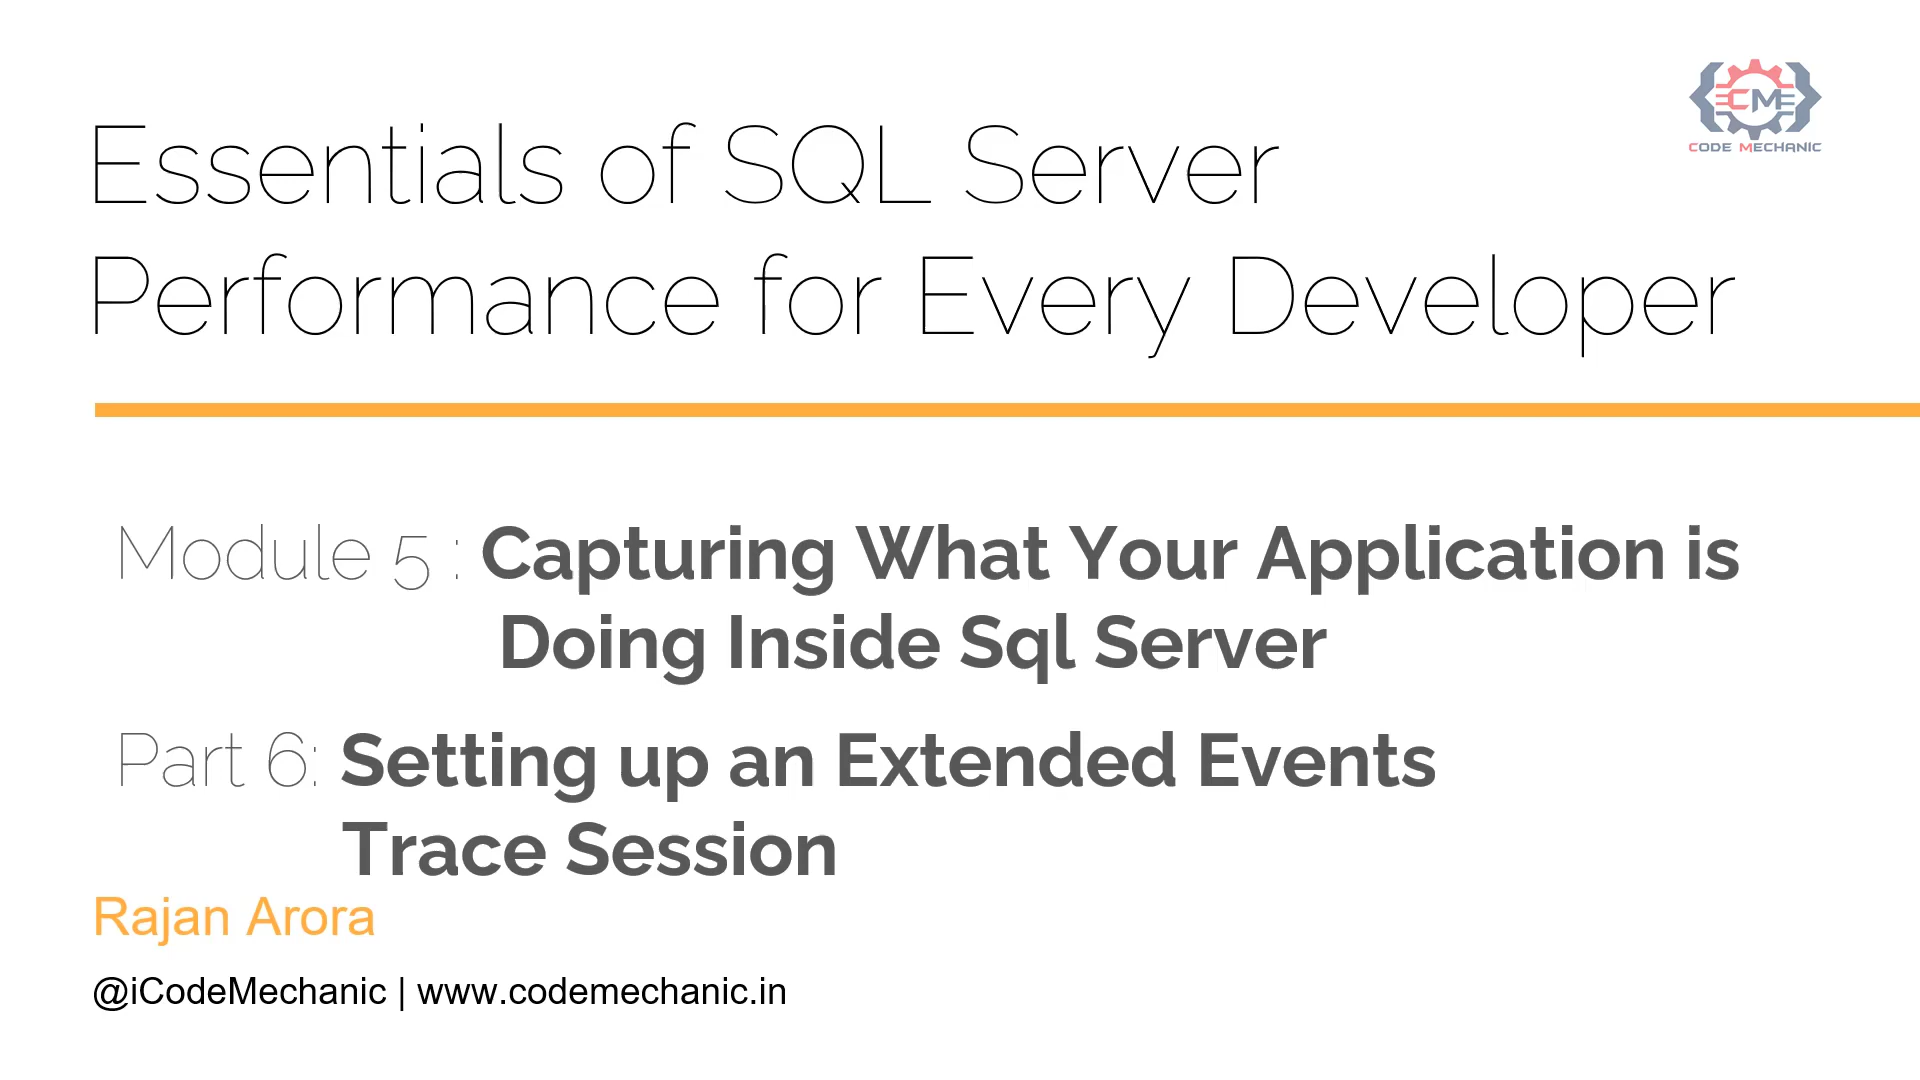 CME
CODE MECHANIC
Essentials of SQL Server
Performance for Every Developer
Module 5 : Capturing What Your Application is
Doing Inside Sql Server
Part 6: Setting up an Extended Events
Trace Session
Rajan Arora
@iCodeMechanic | www.codemechanic.in